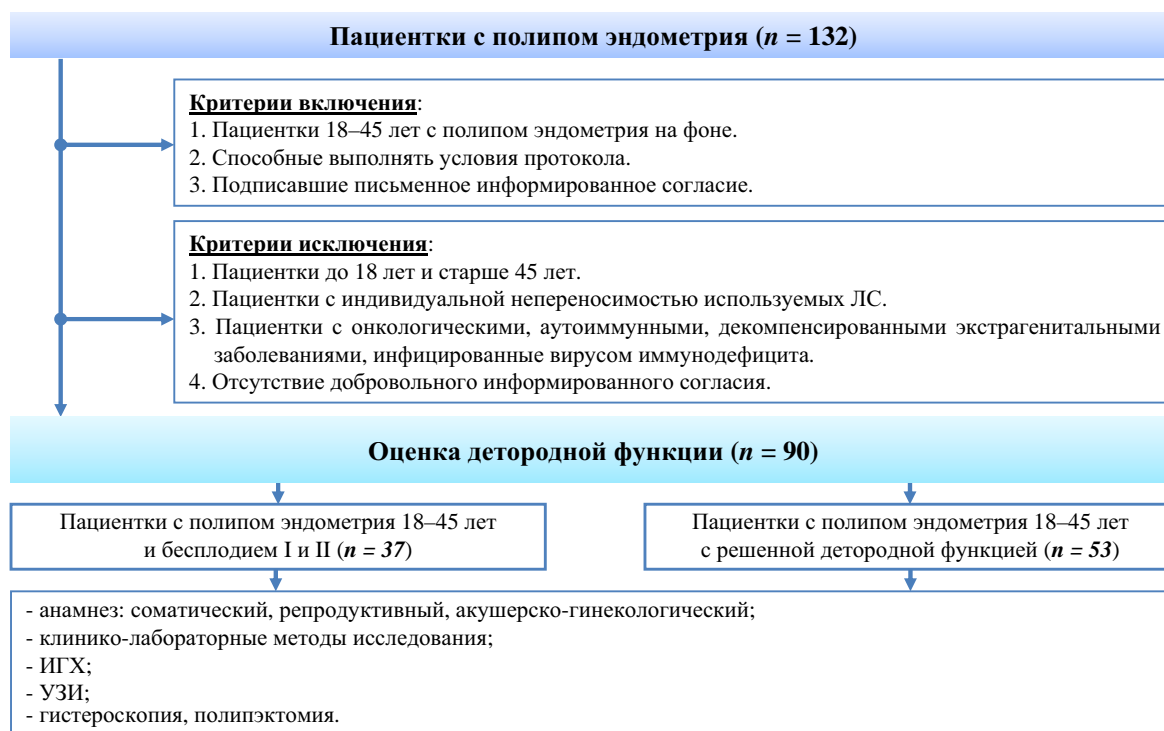 Пациентки с полипом эндометрия (n = 132)
Критерии включения:
1. Пациентки 18–45 лет с полипом эндометрия на фоне.
2. Способные выполнять условия протокола.
3. Подписавшие письменное информированное согласие.
Критерии исключения:
1. Пациентки до 18 лет и старше 45 лет.
2. Пациентки с индивидуальной непереносимостью используемых ЛС.
3. Пациентки с онкологическими, аутоиммунными, декомпенсированными экстрагенитальными
заболеваниями, инфицированные вирусом иммунодефицита.
4. Отсутствие добровольного информированного согласия.
Оценка детородной функции (n = 90)
Пациентки с полипом эндометрия 18–45 лет
и бесплодием I и II (n = 37)
Пациентки с полипом эндометрия 18–45 лет
с решенной детородной функцией (n = 53)
- анамнез: соматический, репродуктивный, акушерско-гинекологический;
- клинико-лабораторные методы исследования;
- ИГХ;
- УЗИ;
- гистероскопия, полипэктомия.